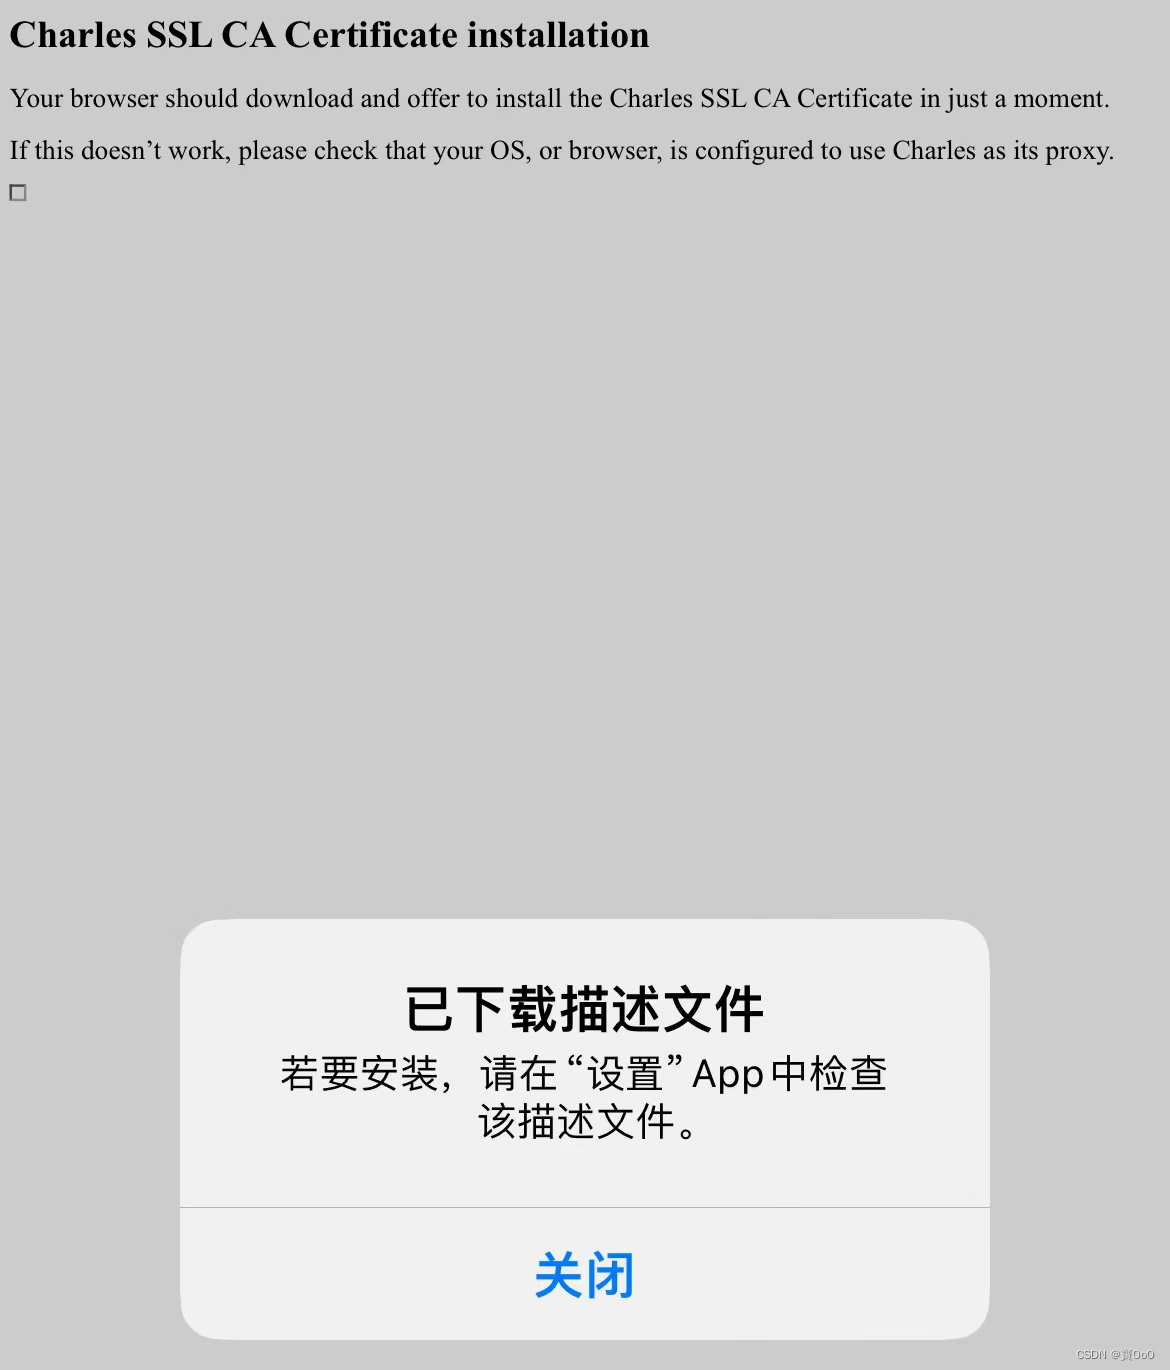 Charles SSL CA Certificate installation
Your browser should download and offer to install the Charles SSL CA Certificate in just a moment.
If this doesn’t work, please check that your OS, or browser, is configured to use Charles as its proxy.
已下载描述文件
若要安装，请在“设置”App中检查
该描述文件。
关闭
CSDN @寶OoO